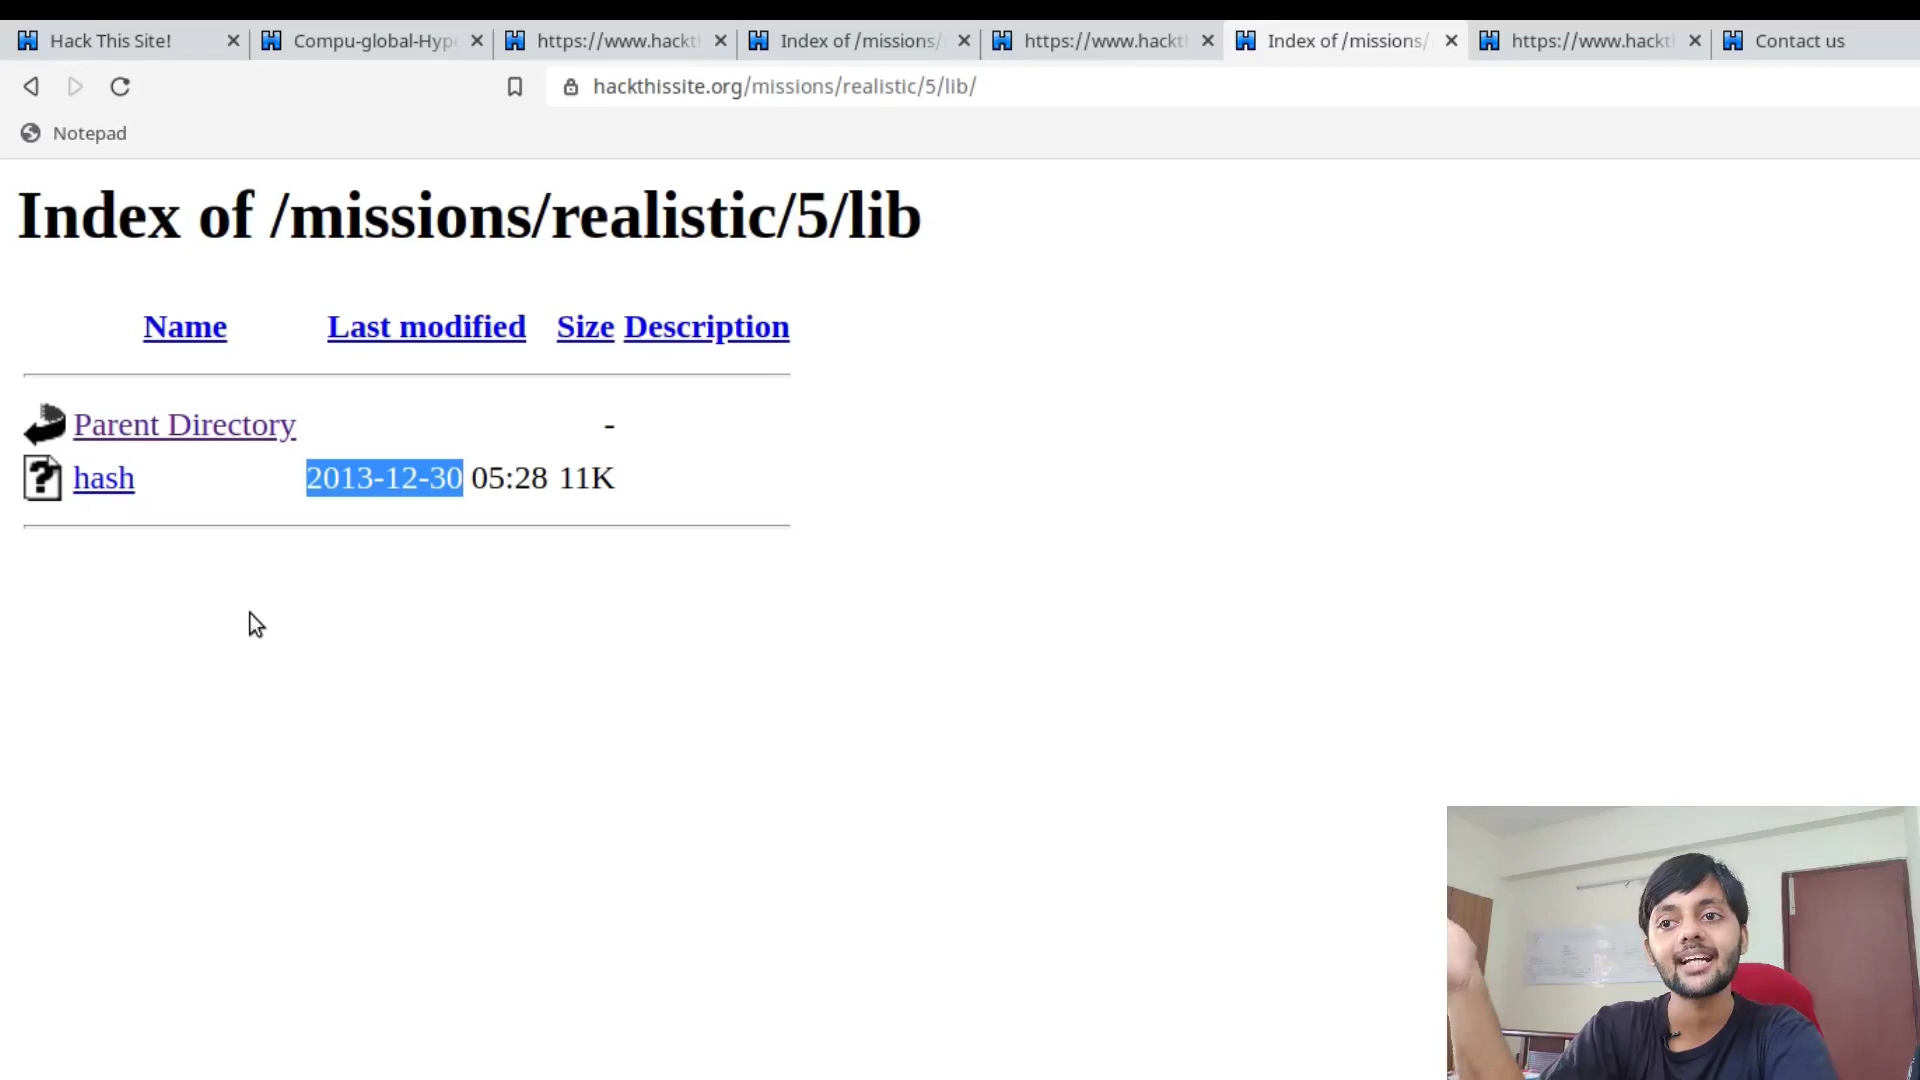 Hack This Site!
Compu-global-Hyp
https://www.hackt
Index of /missions/
https://www.hackt
Index of /missions/
https://www.hackt
Contact us
hackthissite.org/missions/realistic/5/lib/
Notepad
Index of /missions/realistic/5/lib
Name Last modified Size Description
Parent Directory -
hash 2013-12-30 05:28 11K